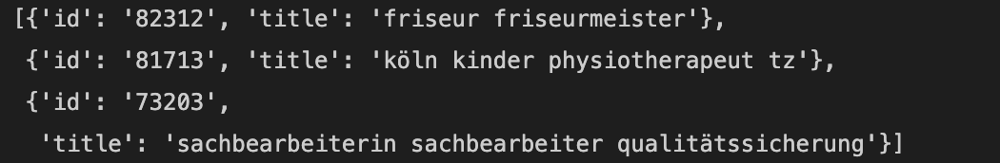 [{'id': '82312', 'title': 'friseur friseurmeister'},
{'id': '81713', 'title': 'köln kinder physiotherapeut tz'},
{'id': '73203',
'title': 'sachbearbeiterin sachbearbeiter qualitätssicherung'}]